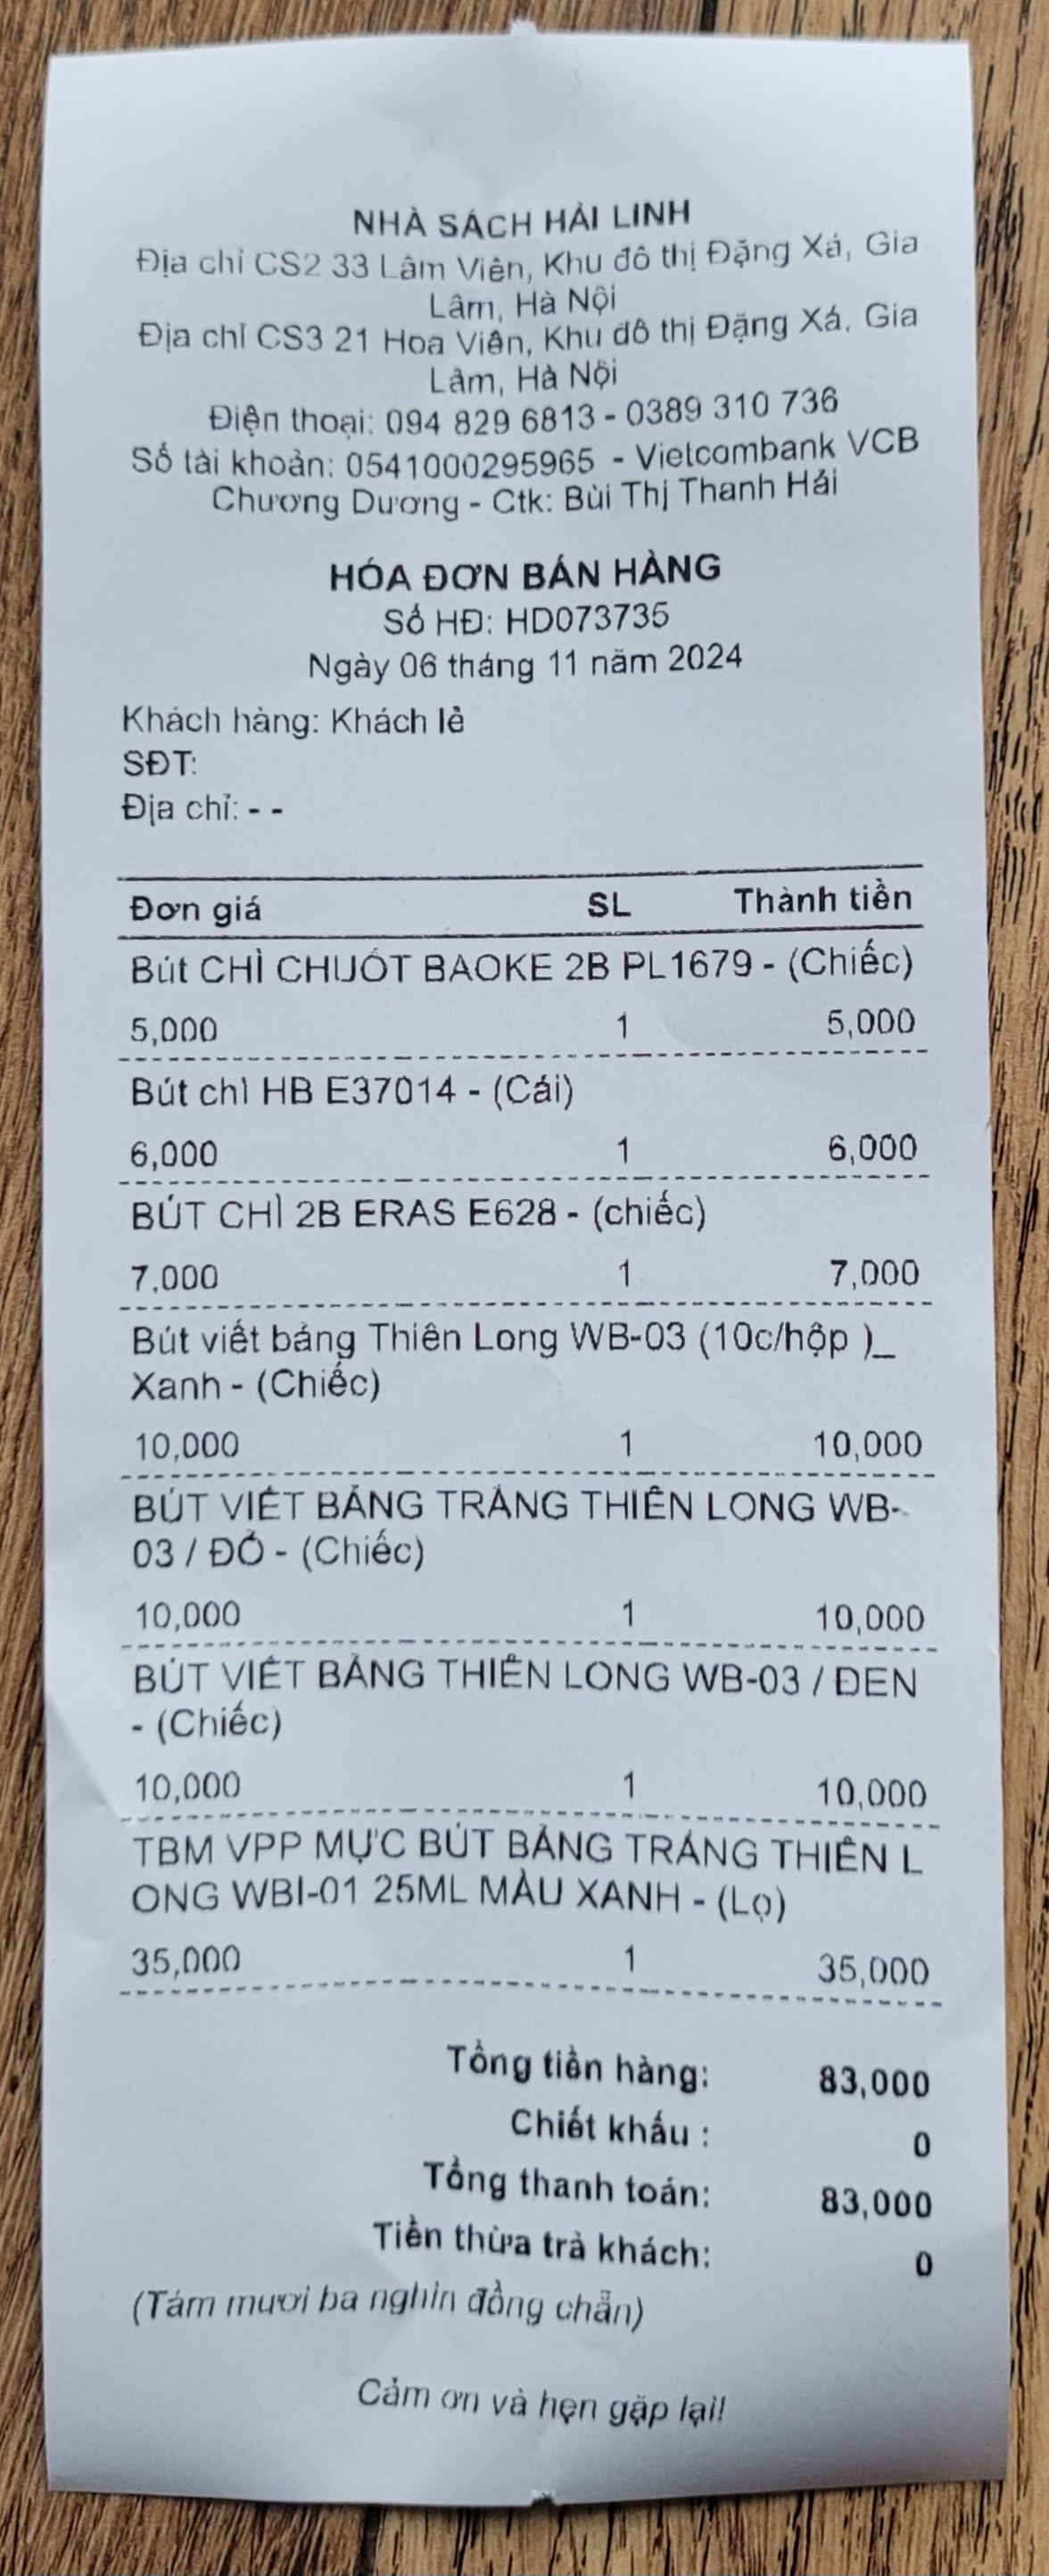 NHÀ SÁCH HẢI LINH
Địa chỉ CS2 33 Lâm Viên, Khu đô thị Đặng Xá, Gia
Lâm, Hà Nội
Địa chỉ CS3 21 Hoa Viên, Khu đô thị Đặng Xá, Gia
Lâm, Hà Nội
Điện thoại: 094 829 6813 - 0389 310 736
Số tài khoản: 0541000295965 - Vietcombank VCB
Chương Dương - Ctk: Bùi Thị Thanh Hải
HÓA ĐƠN BÁN HÀNG
Số HĐ: HD073735
Ngày 06 tháng 11 năm 2024
Khách hàng: Khách lẻ
SĐT:
Địa chỉ: - -
Đơn giá SL Thành tiền
Bút CHÌ CHUỐT BAOKE 2B PL1679 - (Chiếc)
5,000 1 5,000
Bút chì HB E37014 - (Cái)
6,000 1 6,000
BÚT CHÌ 2B ERAS E628 - (chiếc)
7,000 1 7,000
Bút viết bảng Thiên Long WB-03 (10c/hộp )_
Xanh - (Chiếc)
10,000 1 10,000
BÚT VIẾT BẢNG TRẮNG THIÊN LONG WB-
03 / ĐỎ - (Chiếc)
10,000 1 10,000
BÚT VIẾT BẢNG THIÊN LONG WB-03 / ĐEN
- (Chiếc)
10,000 1 10,000
TBM VPP MỰC BÚT BẢNG TRẮNG THIÊN L
ONG WBI-01 25ML MÀU XANH - (Lọ)
35,000 1 35,000
Tổng tiền hàng: 83,000
Chiết khấu : 0
Tổng thanh toán: 83,000
Tiền thừa trả khách: 0
(Tám mươi ba nghìn đồng chẵn)
Cảm ơn và hẹn gặp lại!